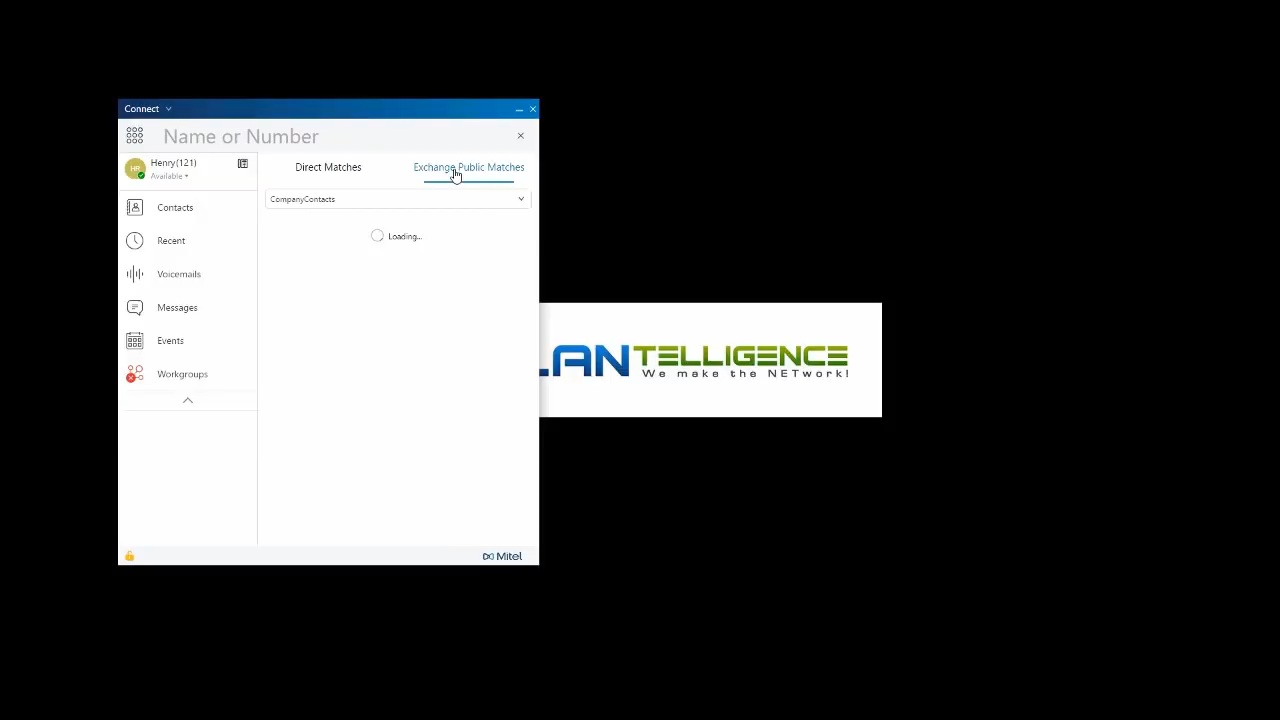 Connect
Name or Number
HR
Henry(121)
Available
Direct Matches
Exchange Public Matches
CompanyContacts
Loading...
Contacts
Recent
Voicemails
Messages
Events
Workgroups
LANTELLIGENCE
We make the NETwork!
Mitel